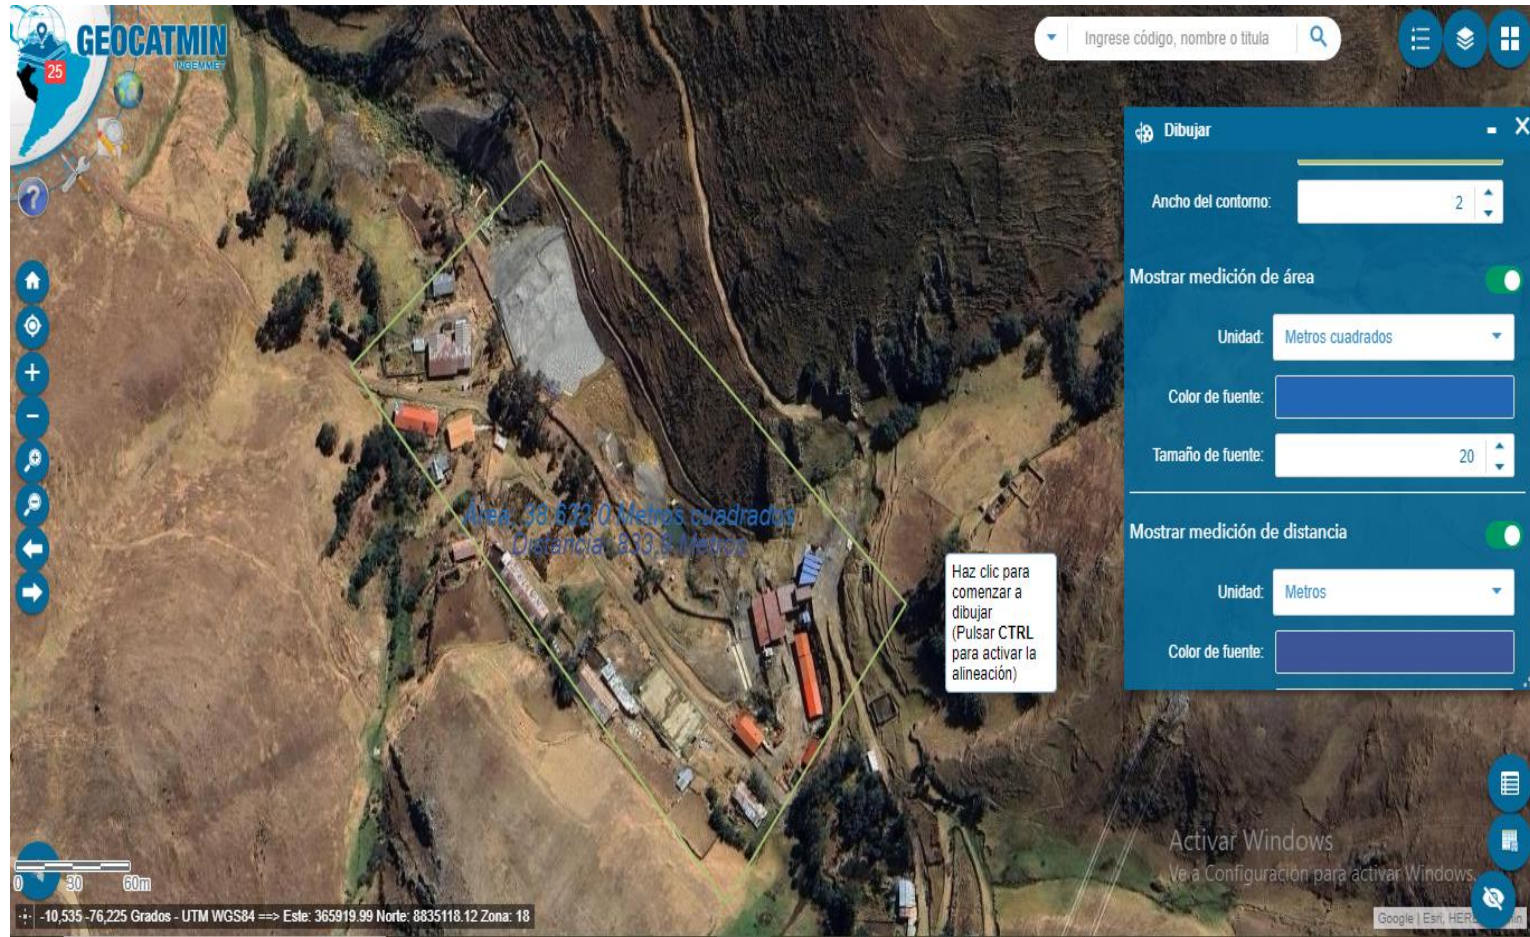 GEOCATMIN
INGEMMET
25
Ingrese código, nombre o titula
Dibujar
Ancho del contorno:
2
Mostrar medición de área
Unidad:
Metros cuadrados
Color de fuente:
Tamaño de fuente:
20
Área: 38 632,0 Metros cuadrados
Distancia: 833,8 Metros
Mostrar medición de distancia
Haz clic para
comenzar a
dibujar
(Pulsar CTRL
para activar la
alineación)
Unidad:
Metros
Color de fuente:
Activar Windows
Ve a Configuración para activar Windows.
0 30 60m
-10,535 -76,225 Grados - UTM WGS84 ==> Este: 365919.99 Norte: 8835118.12 Zona: 18
Google | Esri, HERE